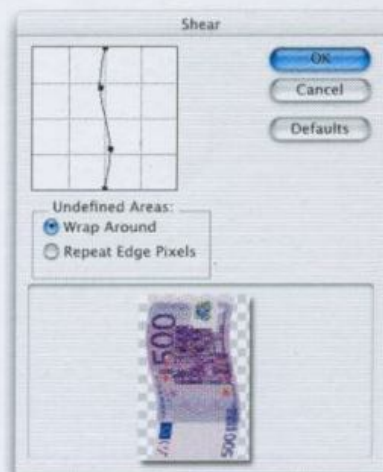 Shear
OK
Cancel
Defaults
Undefined Areas:
Wrap Around
Repeat Edge Pixels
500
500